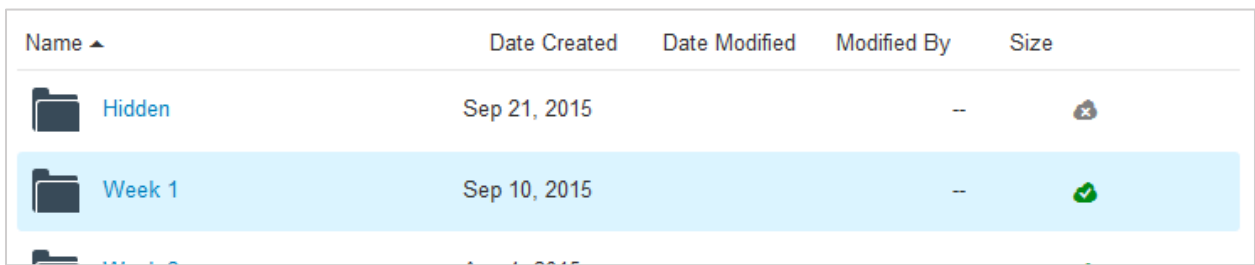 Name Date Created Date Modified Modified By Size
Hidden Sep 21, 2015 --
Week 1 Sep 10, 2015 --